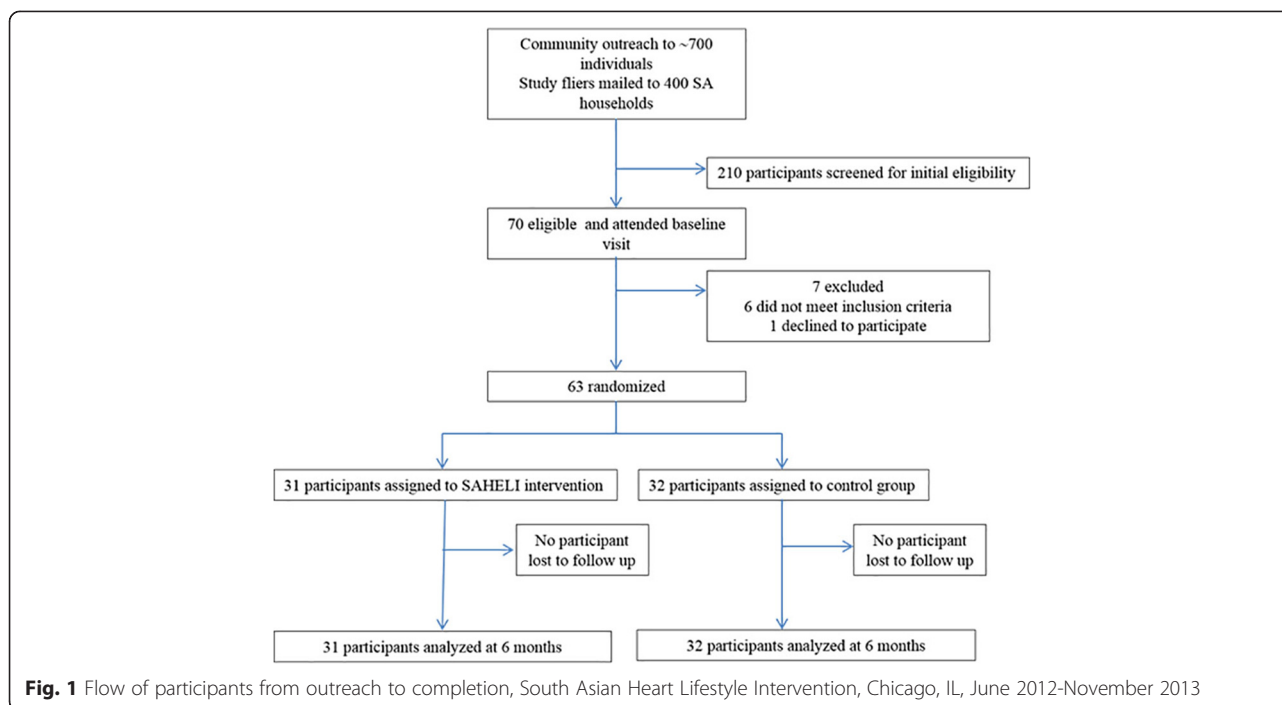 Community outreach to ~700
individuals
Study fliers mailed to 400 SA
households
210 participants screened for initial eligibility
70 eligible and attended baseline
visit
7 excluded
6 did not meet inclusion criteria
1 declined to participate
63 randomized
31 participants assigned to SAHELI intervention
32 participants assigned to control group
No participant
lost to follow up
No participant
lost to follow up
31 participants analyzed at 6 months
32 participants analyzed at 6 months
Fig. 1 Flow of participants from outreach to completion, South Asian Heart Lifestyle Intervention, Chicago, IL, June 2012-November 2013